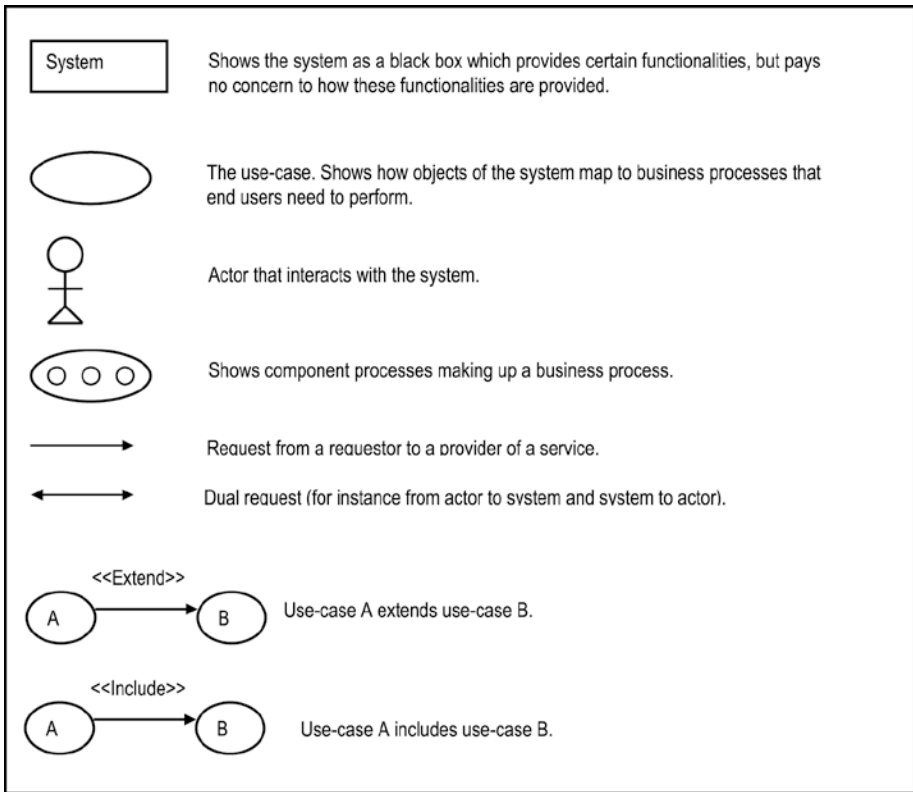 System
Shows the system as a black box which provides certain functionalities, but pays
no concern to how these functionalities are provided.
The use-case. Shows how objects of the system map to business processes that
end users need to perform.
Actor that interacts with the system.
Shows component processes making up a business process.
Request from a requestor to a provider of a service.
Dual request (for instance from actor to system and system to actor).
<<Extend>>
A
B
Use-case A extends use-case B.
<<Include>>
A
B
Use-case A includes use-case B.